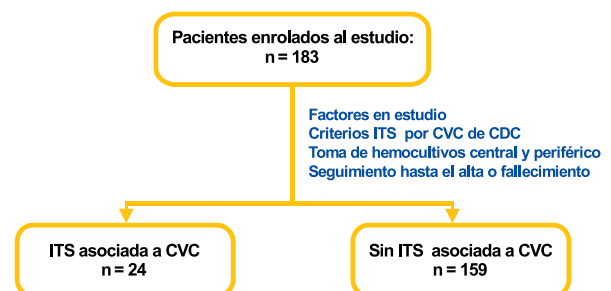 Pacientes enrolados al estudio:
n = 183
Factores en estudio
Criterios ITS por CVC de CDC
Toma de hemocultivos central y periférico
Seguimiento hasta el alta o fallecimiento
ITS asociada a CVC
n = 24
Sin ITS asociada a CVC
n = 159